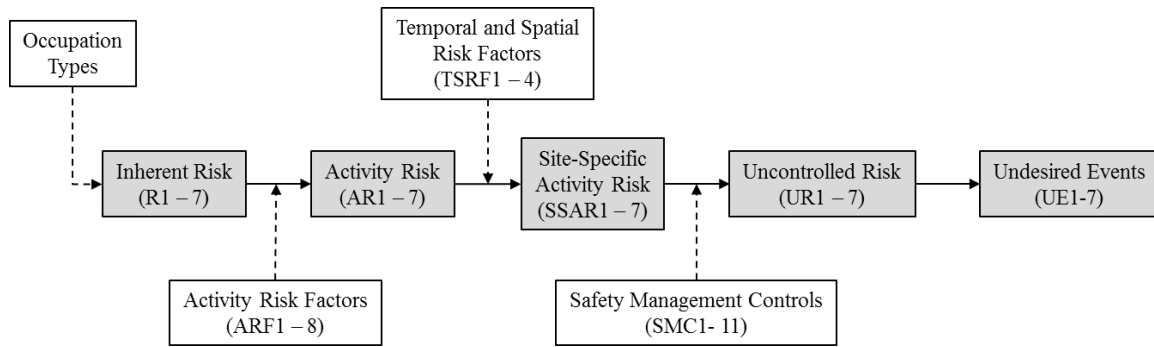 Occupation
Types
Temporal and Spatial
Risk Factors
(TSRF1 – 4)
Inherent Risk
(R1 – 7)
Activity Risk
(AR1 – 7)
Site-Specific
Activity Risk
(SSAR1 – 7)
Uncontrolled Risk
(UR1 – 7)
Undesired Events
(UE1-7)
Activity Risk Factors
(ARF1 – 8)
Safety Management Controls
(SMC1- 11)